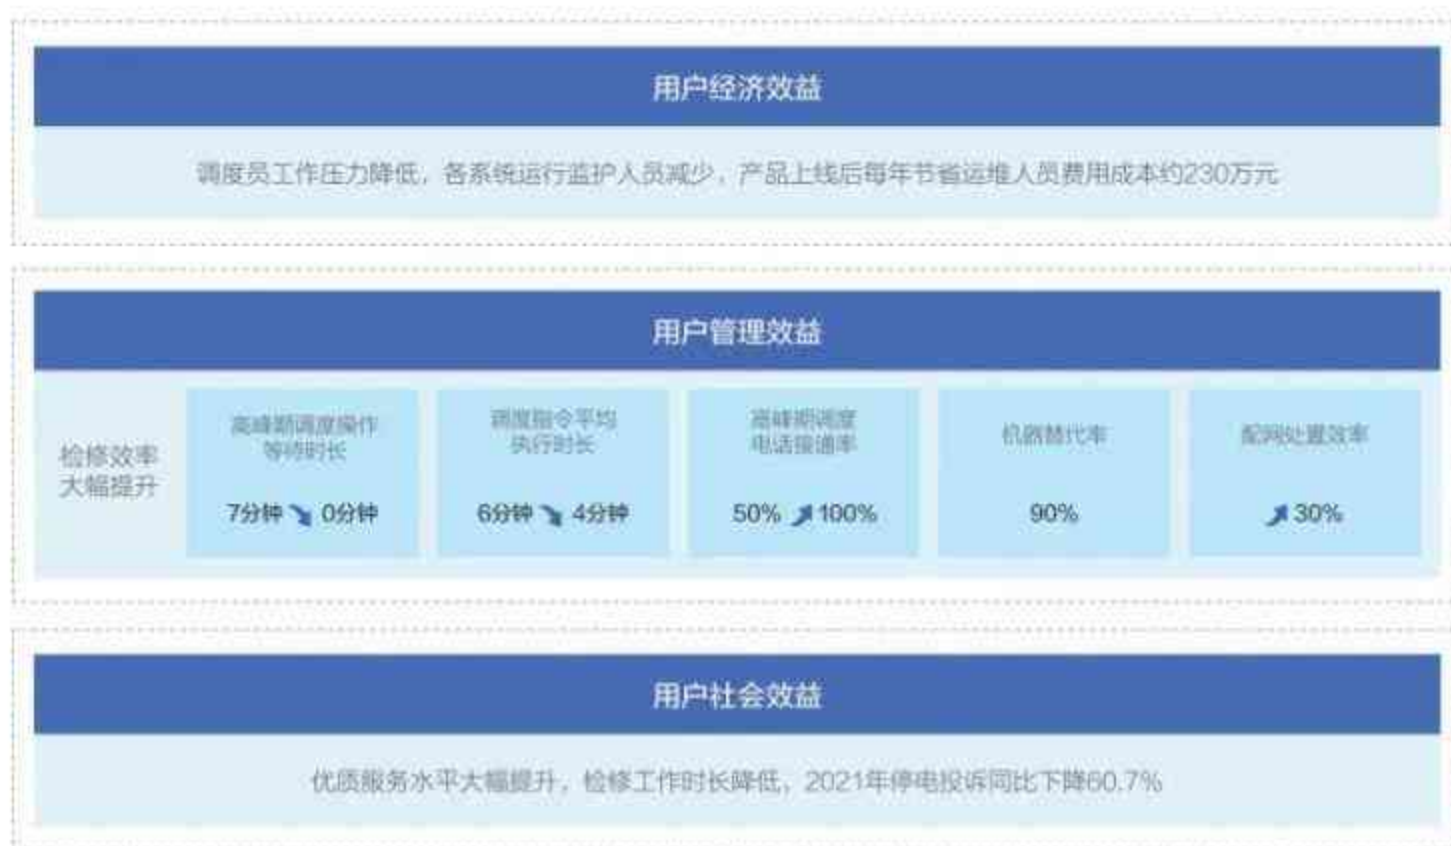 用户经济效益
调度员工作压力降低，各系统运行监护人员减少，产品上线后每年节省运维人员费用成本约230万元
用户管理效益
检修效率
大幅提升
高峰期调度操作
等待时长
7分钟 0分钟
调度指令平均
执行时长
6分钟 4分钟
高峰期调度
电话接通率
50% 100%
机器替代率
90%
配网处置效率
30%
用户社会效益
优质服务水平大幅提升，检修工作时长降低，2021年停电投诉同比下降60.7%